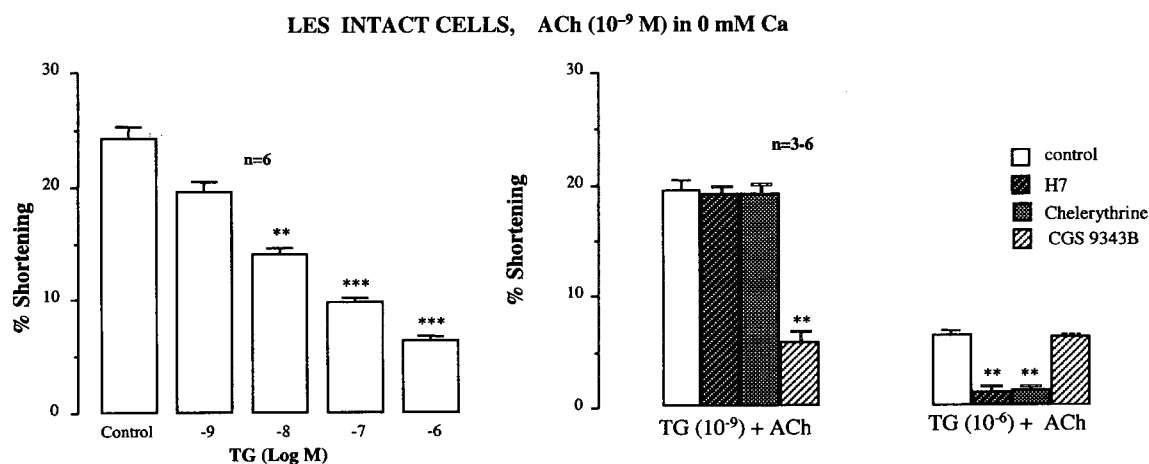 LES INTACT CELLS, ACh (10⁻⁹ M) in 0 mM Ca
30
20
10
0
% Shortening
n=6
**
***
***
Control -9 -8 -7 -6
TG (Log M)
30
20
10
0
% Shortening
n=3-6
**
TG (10⁻⁹) + ACh
** **
TG (10⁻⁶) + ACh
control
H7
Chelerythrine
CGS 9343B